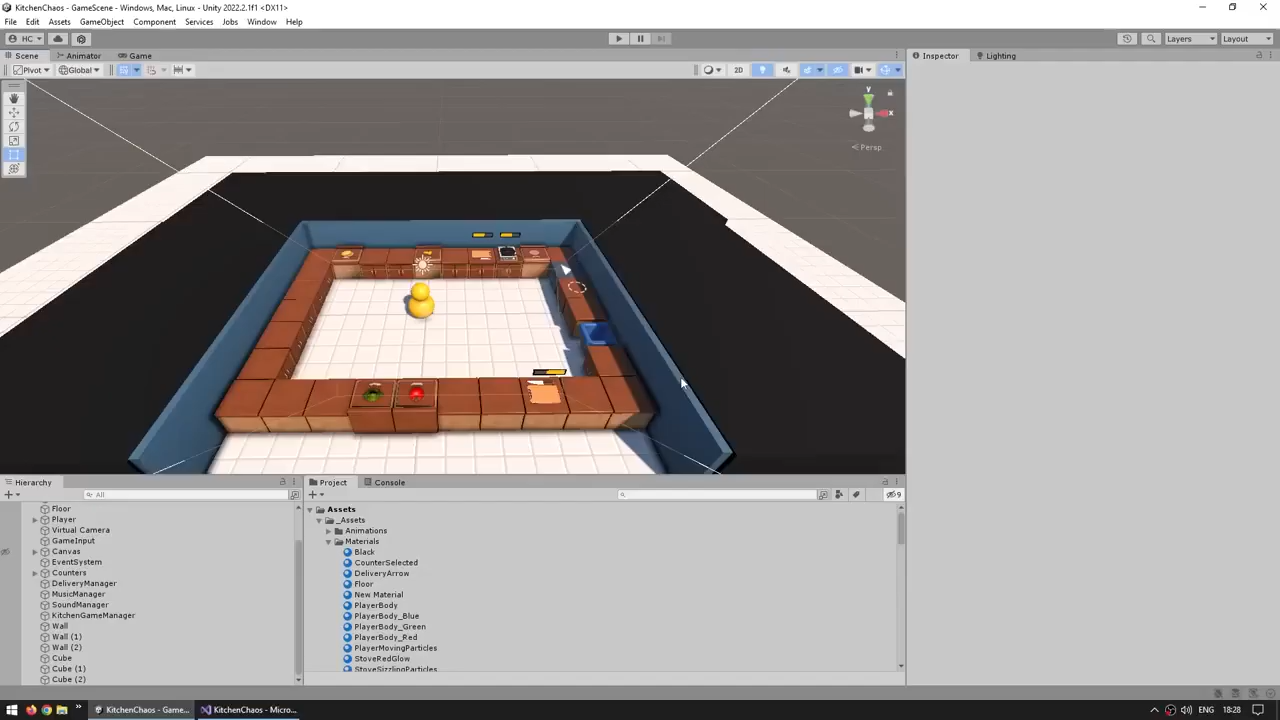 KitchenChaos - GameScene - Windows, Mac, Linux - Unity 2022.2.1f1 <DX11>
File Edit Assets GameObject Component Services Jobs Window Help
HC Layers Layout
Scene Animator Game Inspector Lighting
Pivot Global 2D
y
x
Persp
Hierarchy Project Console
All 9
Floor
Player
Virtual Camera
GameInput
Canvas
EventSystem
Counters
DeliveryManager
MusicManager
SoundManager
KitchenGameManager
Wall
Wall (1)
Wall (2)
Cube
Cube (1)
Cube (2)
Assets
_Assets
Animations
Materials
Black
CounterSelected
DeliveryArrow
Floor
New Material
PlayerBody
PlayerBody_Blue
PlayerBody_Green
PlayerBody_Red
PlayerMovingParticles
StoveRedGlow
StoveSizzlingParticles
KitchenChaos - Game... KitchenChaos - Micro... ENG 18:28